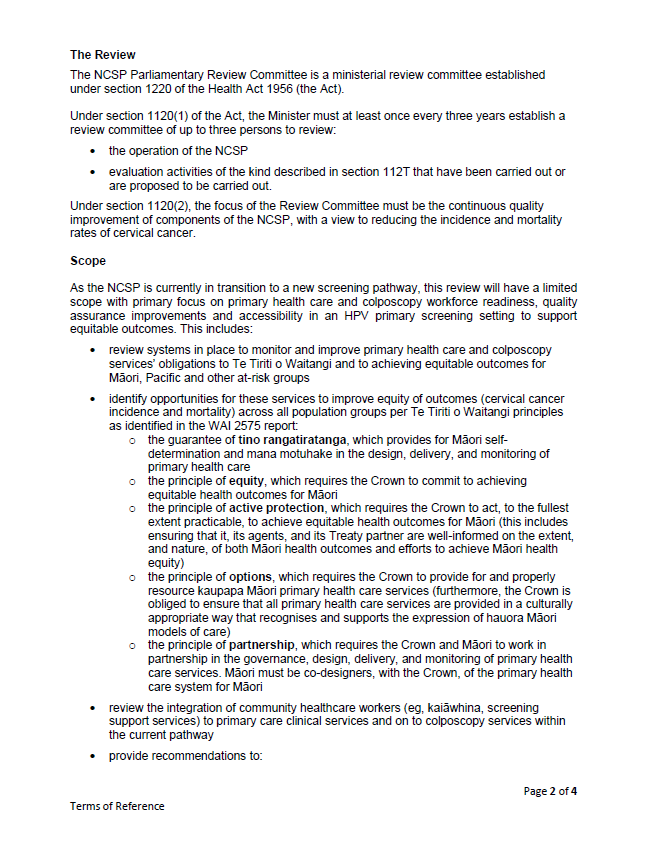 The Review
The NCSP Parliamentary Review Committee is a ministerial review committee established
under section 1220 of the Health Act 1956 (the Act).
Under section 1120(1) of the Act, the Minister must at least once every three years establish a
review committee of up to three persons to review:
• the operation of the NCSP
• evaluation activities of the kind described in section 112T that have been carried out or
are proposed to be carried out.
Under section 1120(2), the focus of the Review Committee must be the continuous quality
improvement of components of the NCSP, with a view to reducing the incidence and mortality
rates of cervical cancer.
Scope
As the NCSP is currently in transition to a new screening pathway, this review will have a limited
scope with primary focus on primary health care and colposcopy workforce readiness, quality
assurance improvements and accessibility in an HPV primary screening setting to support
equitable outcomes. This includes:
• review systems in place to monitor and improve primary health care and colposcopy
services' obligations to Te Tiriti o Waitangi and to achieving equitable outcomes for
Māori, Pacific and other at-risk groups
• identify opportunities for these services to improve equity of outcomes (cervical cancer
incidence and mortality) across all population groups per Te Tiriti o Waitangi principles
as identified in the WAI 2575 report:
o the guarantee of tino rangatiratanga, which provides for Māori self-
determination and mana motuhake in the design, delivery, and monitoring of
primary health care
o the principle of equity, which requires the Crown to commit to achieving
equitable health outcomes for Māori
o the principle of active protection, which requires the Crown to act, to the fullest
extent practicable, to achieve equitable health outcomes for Māori (this includes
ensuring that it, its agents, and its Treaty partner are well-informed on the extent,
and nature, of both Māori health outcomes and efforts to achieve Māori health
equity)
o the principle of options, which requires the Crown to provide for and properly
resource kaupapa Māori primary health care services (furthermore, the Crown is
obliged to ensure that all primary health care services are provided in a culturally
appropriate way that recognises and supports the expression of hauora Māori
models of care)
o the principle of partnership, which requires the Crown and Māori to work in
partnership in the governance, design, delivery, and monitoring of primary health
care services. Māori must be co-designers, with the Crown, of the primary health
care system for Māori
• review the integration of community healthcare workers (eg, kaiāwhina, screening
support services) to primary care clinical services and on to colposcopy services within
the current pathway
• provide recommendations to:
Page 2 of 4
Terms of Reference